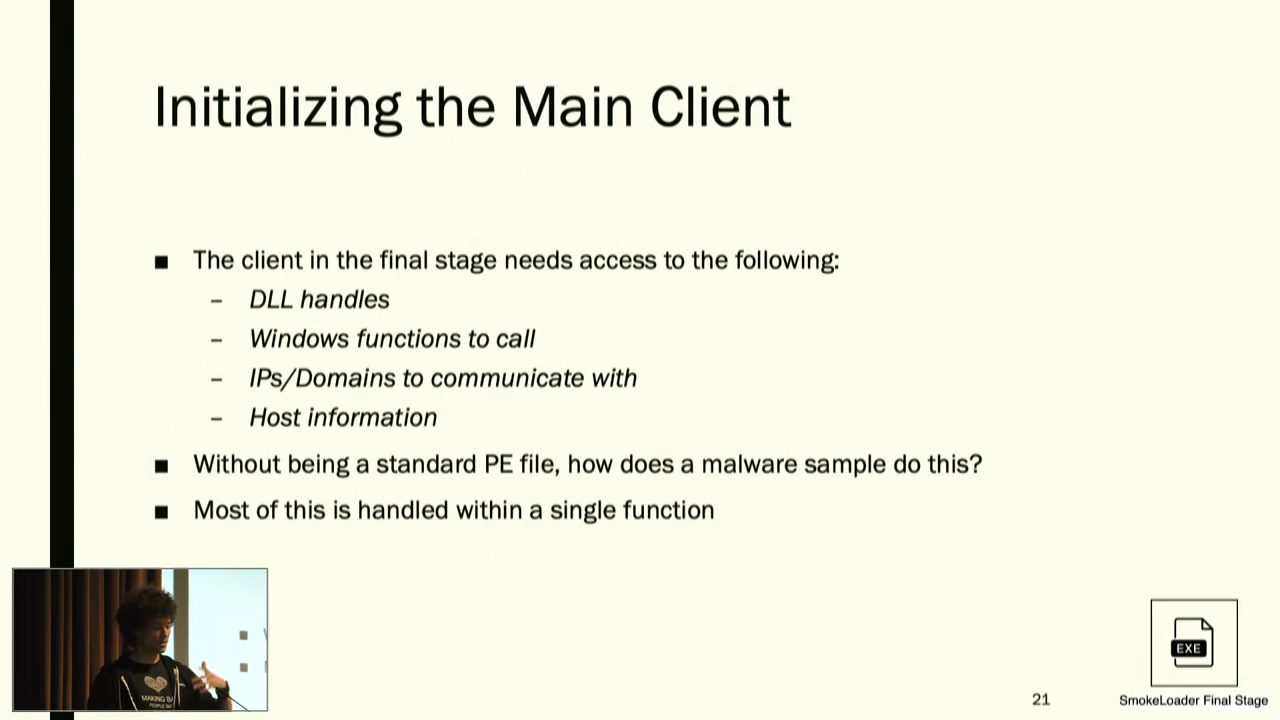 Initializing the Main Client
■ The client in the final stage needs access to the following:
– DLL handles
– Windows functions to call
– IPs/Domains to communicate with
– Host information
■ Without being a standard PE file, how does a malware sample do this?
■ Most of this is handled within a single function
MAKING
PEOPLE
EXE
21
SmokeLoader Final Stage